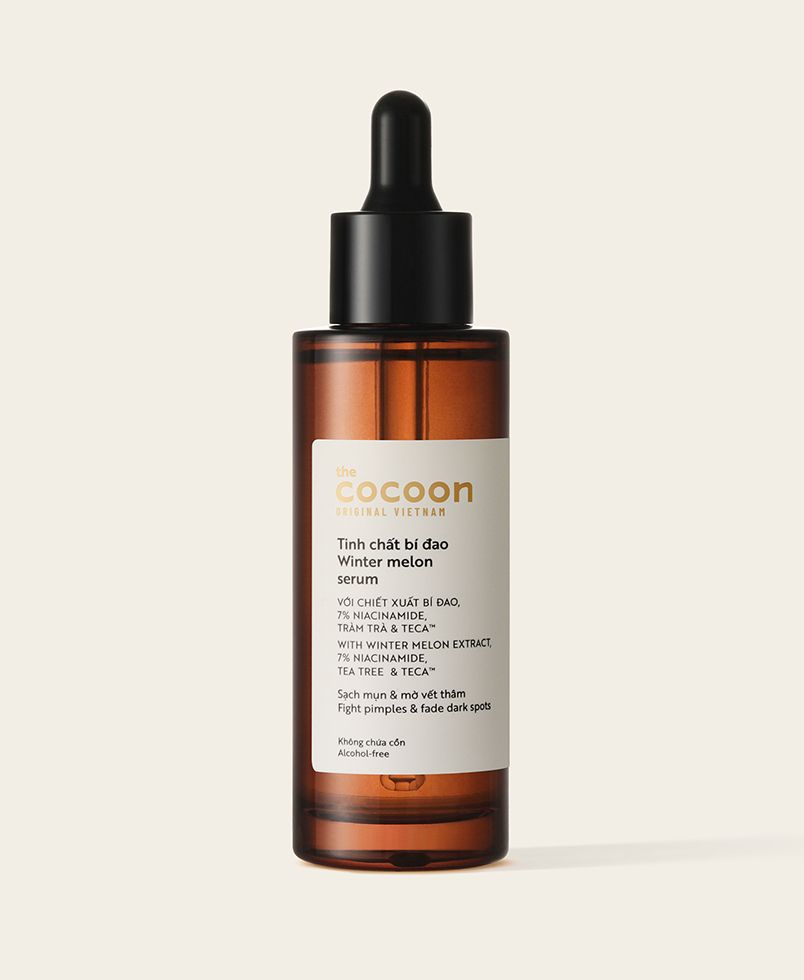 the
cocoon
ORIGINAL VIETNAM
Tinh chất bí đao
Winter melon
serum
VỚI CHIẾT XUẤT BÍ ĐAO,
7% NIACINAMIDE,
TRÀM TRÀ & TECA™
WITH WINTER MELON EXTRACT,
7% NIACINAMIDE,
TEA TREE & TECA™
Sạch mụn & mờ vết thâm
Fight pimples & fade dark spots
Không chứa cồn
Alcohol-free